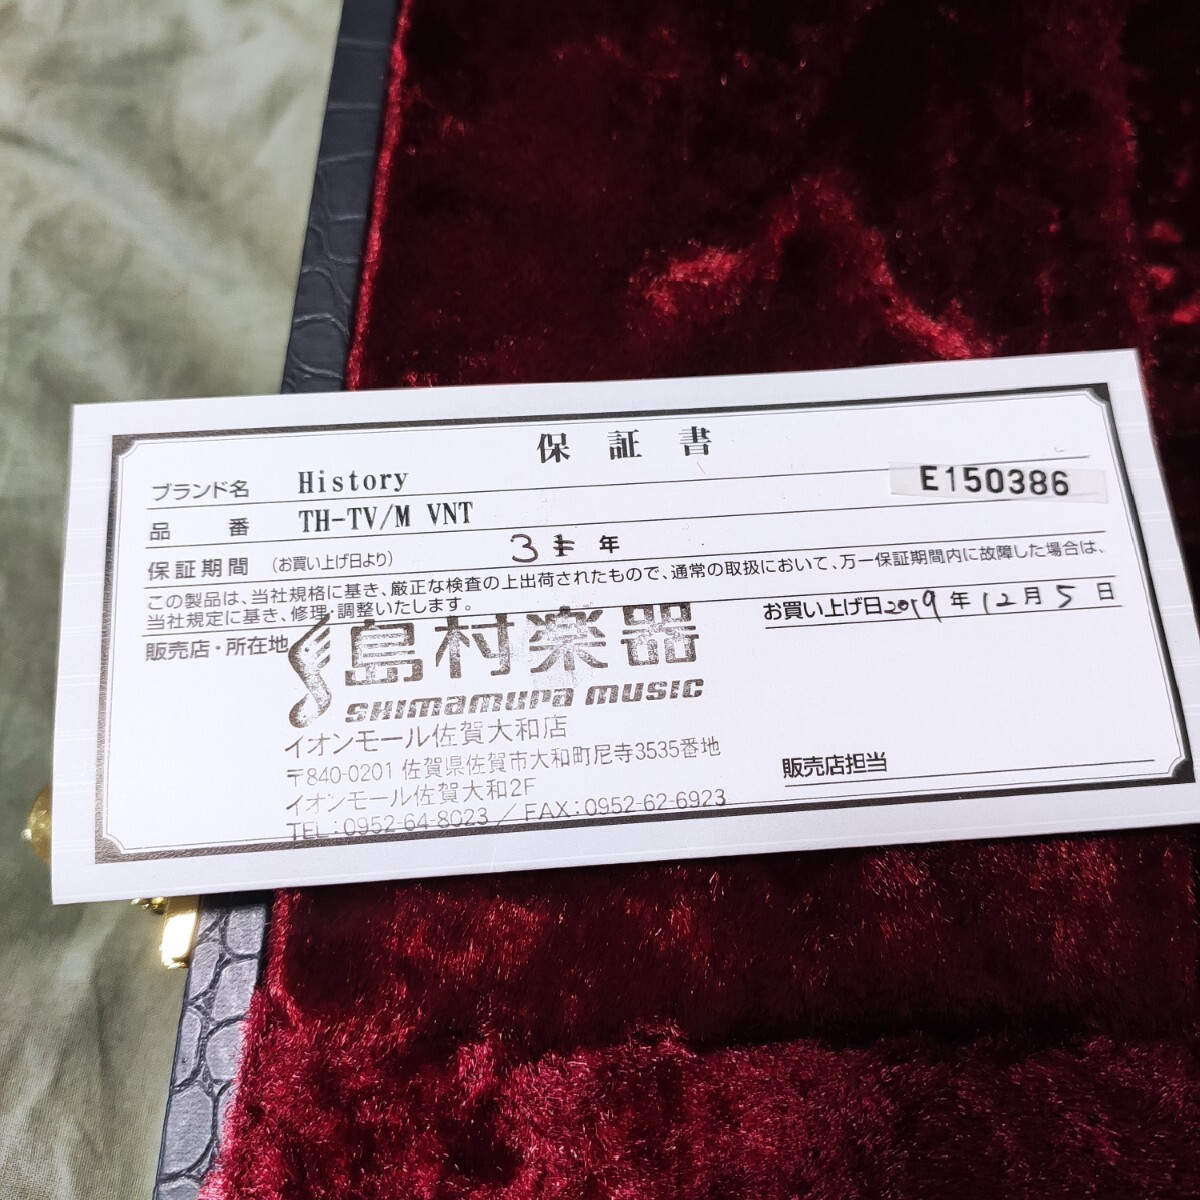 保証書
ブランド名 History
E150386
品番 TH-TV/M VNT
保証期間 (お買い上げ日より) 3年
この製品は、当社規格に基き、厳正な検査の上出荷されたもので、通常の取扱において、万一保証期間内に故障した場合は、
当社規定に基き、修理・調整いたします。
お買い上げ日2019年12月5日
販売店・所在地
島村楽器
SHIMAMURA MUSIC
イオンモール佐賀大和店
〒840-0201 佐賀県佐賀市大和町尼寺3535番地
イオンモール佐賀大和2F
TEL:0952-64-8023 / FAX:0952-62-6923
販売店担当